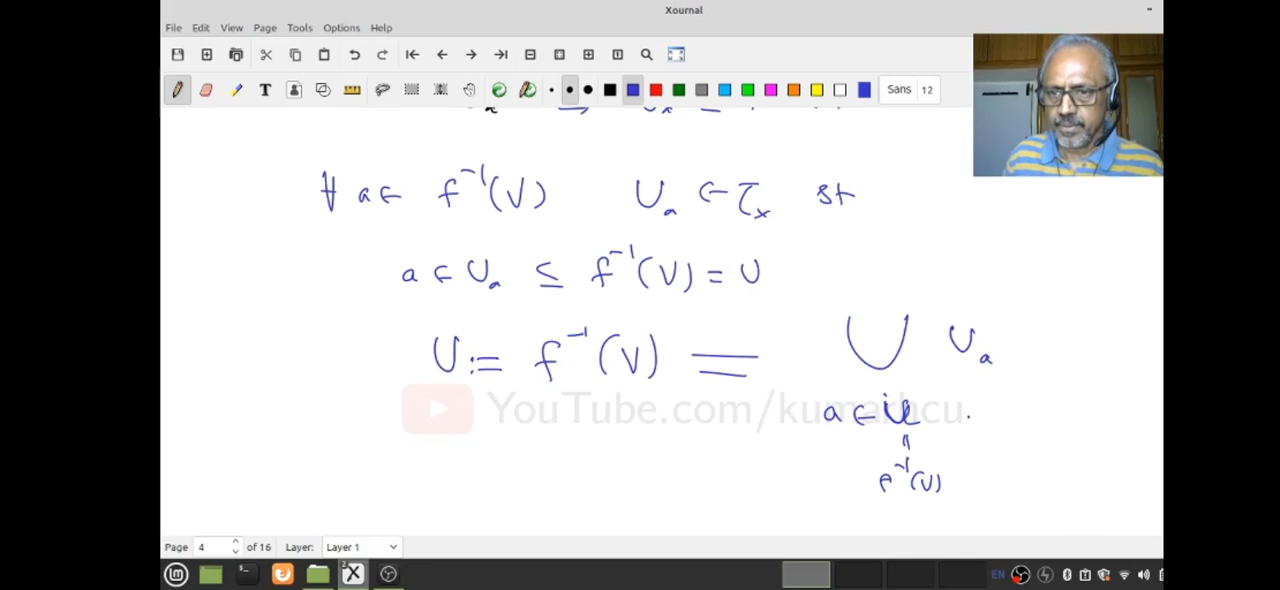 Xournal
File Edit View Page Tools Options Help
Sans 12
∀ a ∈ f⁻¹(V) Uₐ ∈ τₓ st
a ∈ Uₐ ⊆ f⁻¹(V) = U
U := f⁻¹(V) = ⋃ Uₐ
a ∈ U
"
f⁻¹(V)
YouTube.com/kumarhcu
Page 4 of 16 Layer: Layer 1
EN